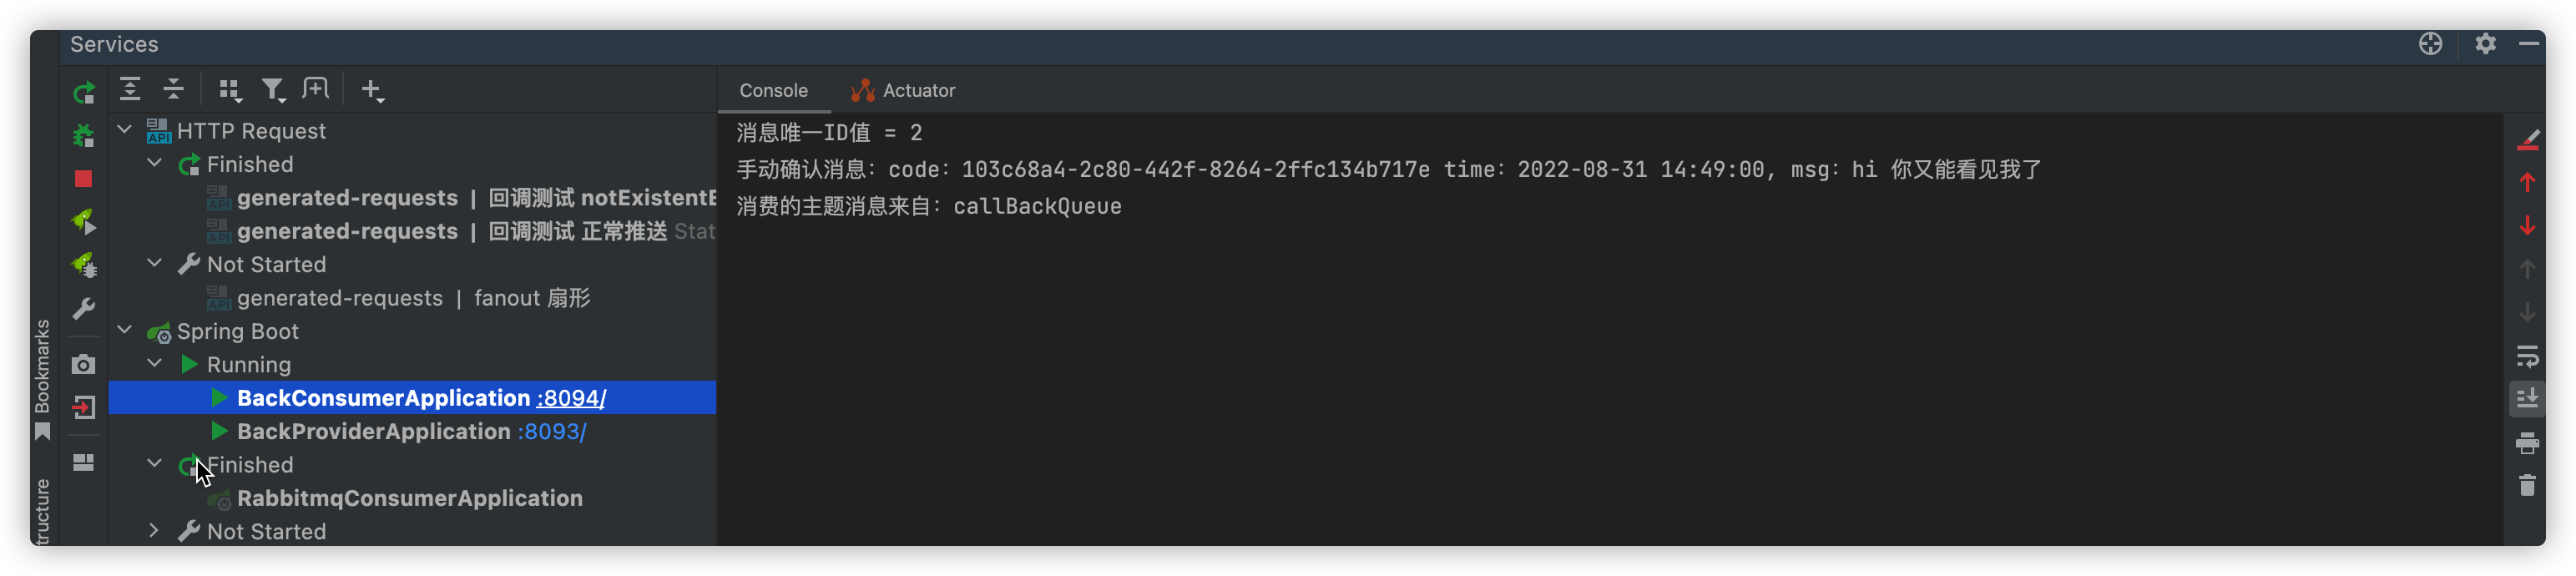 Services
Console
Actuator
HTTP Request
Finished
generated-requests | 回调测试 notExistentE
generated-requests | 回调测试 正常推送 Stat
Not Started
generated-requests | fanout 扇形
Spring Boot
Running
BackConsumerApplication :8094/
BackProviderApplication :8093/
Finished
RabbitmqConsumerApplication
Not Started
消息唯一ID值 = 2
手动确认消息：code：103c68a4-2c80-442f-8264-2ffc134b717e time：2022-08-31 14:49:00, msg：hi 你又能看见我了
消费的主题消息来自：callBackQueue
Bookmarks
tructure
API
API
API
API